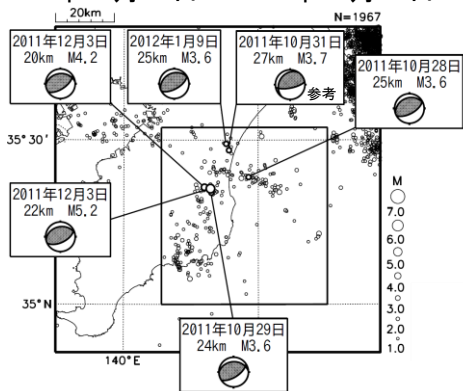 20km
N=1967
2011年12月3日
20km M4.2
2012年1月9日
25km M3.6
2011年10月31日
27km M3.7
参考
2011年10月28日
25km M3.6
35°30′
2011年12月3日
22km M5.2
35°N
2011年10月29日
24km M3.6
140°E
M
7.0
6.0
5.0
4.0
3.0
2.0
1.0